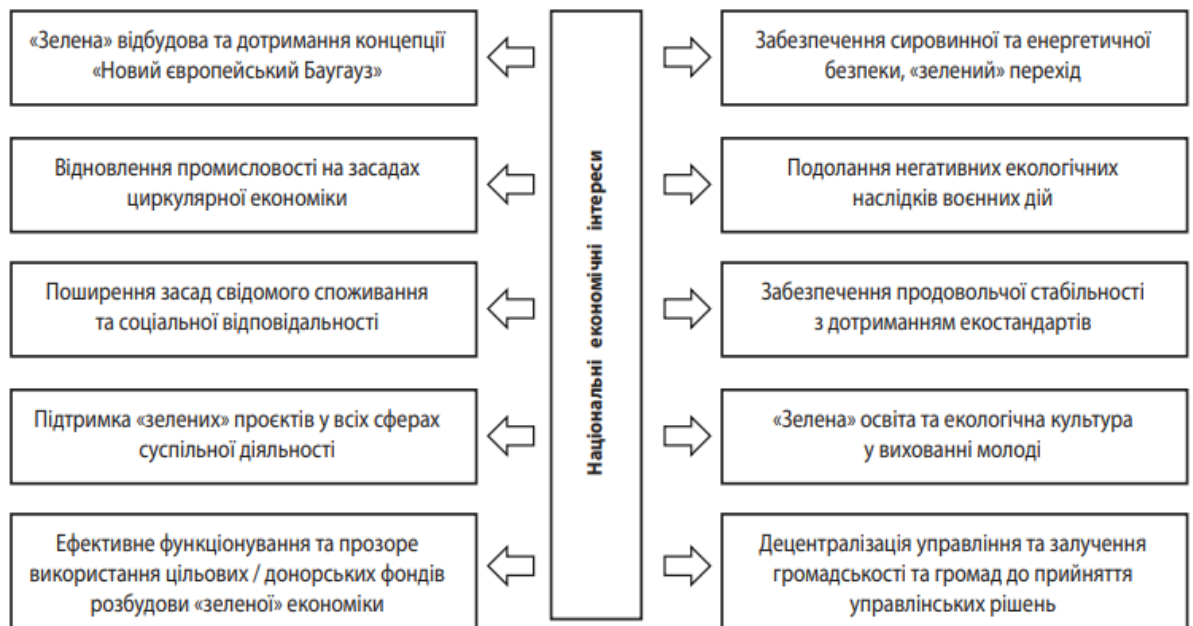 «Зелена» відбудова та дотримання концепції
«Новий європейський Баугауз»
Відновлення промисловості на засадах
циркулярної економіки
Поширення засад свідомого споживання
та соціальної відповідальності
Підтримка «зелених» проєктів у всіх сферах
суспільної діяльності
Ефективне функціонування та прозоре
використання цільових / донорських фондів
розбудови «зеленої» економіки
Національні економічні інтереси
Забезпечення сировинної та енергетичної
безпеки, «зелений» перехід
Подолання негативних екологічних
наслідків воєнних дій
Забезпечення продовольчої стабільності
з дотриманням екостандартів
«Зелена» освіта та екологічна культура
у вихованні молоді
Децентралізація управління та залучення
громадськості та громад до прийняття
управлінських рішень